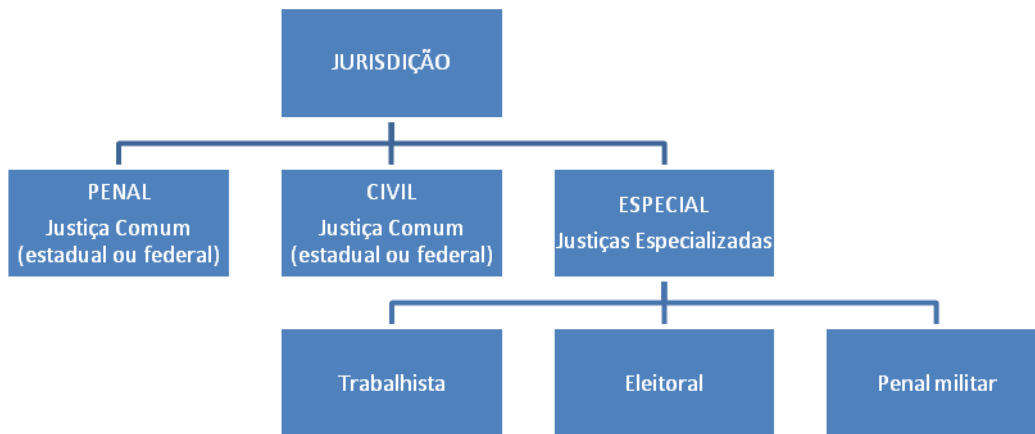 JURISDIÇÃO
PENAL
Justiça Comum
(estadual ou federal)
CIVIL
Justiça Comum
(estadual ou federal)
ESPECIAL
Justiças Especializadas
Trabalhista
Eleitoral
Penal militar